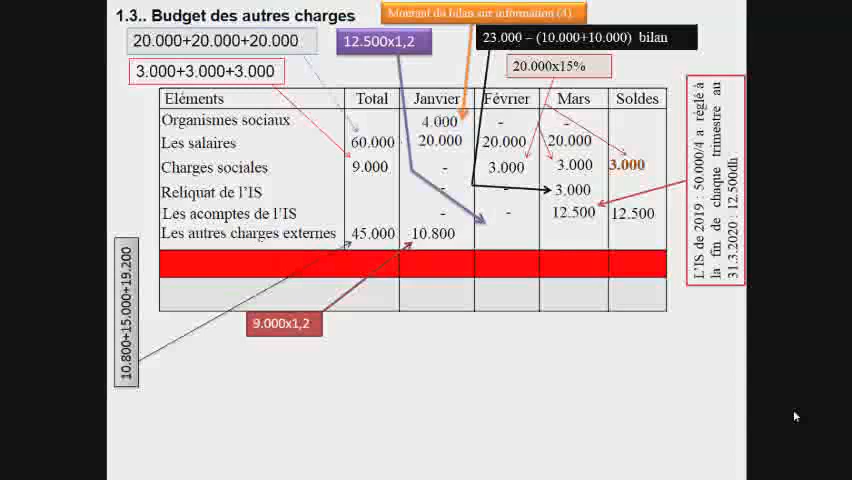 1.3.. Budget des autres charges
Montant du bilan sur information (4)
20.000+20.000+20.000
12.500x1,2
23.000 – (10.000+10.000) bilan
3.000+3.000+3.000
20.000x15%
Eléments Total Janvier Février Mars Soldes
Organismes sociaux 4.000 - -
Les salaires 60.000 20.000 20.000 20.000
Charges sociales 9.000 - 3.000 3.000 3.000
Reliquat de l'IS - - 3.000
Les acomptes de l'IS - - 12.500 12.500
Les autres charges externes 45.000 10.800
9.000x1,2
10.800+15.000+19.200
L'IS de 2019 : 50.000/4 a réglé à
la fin de chaque trimestre au
31.3.2020 : 12.500dh